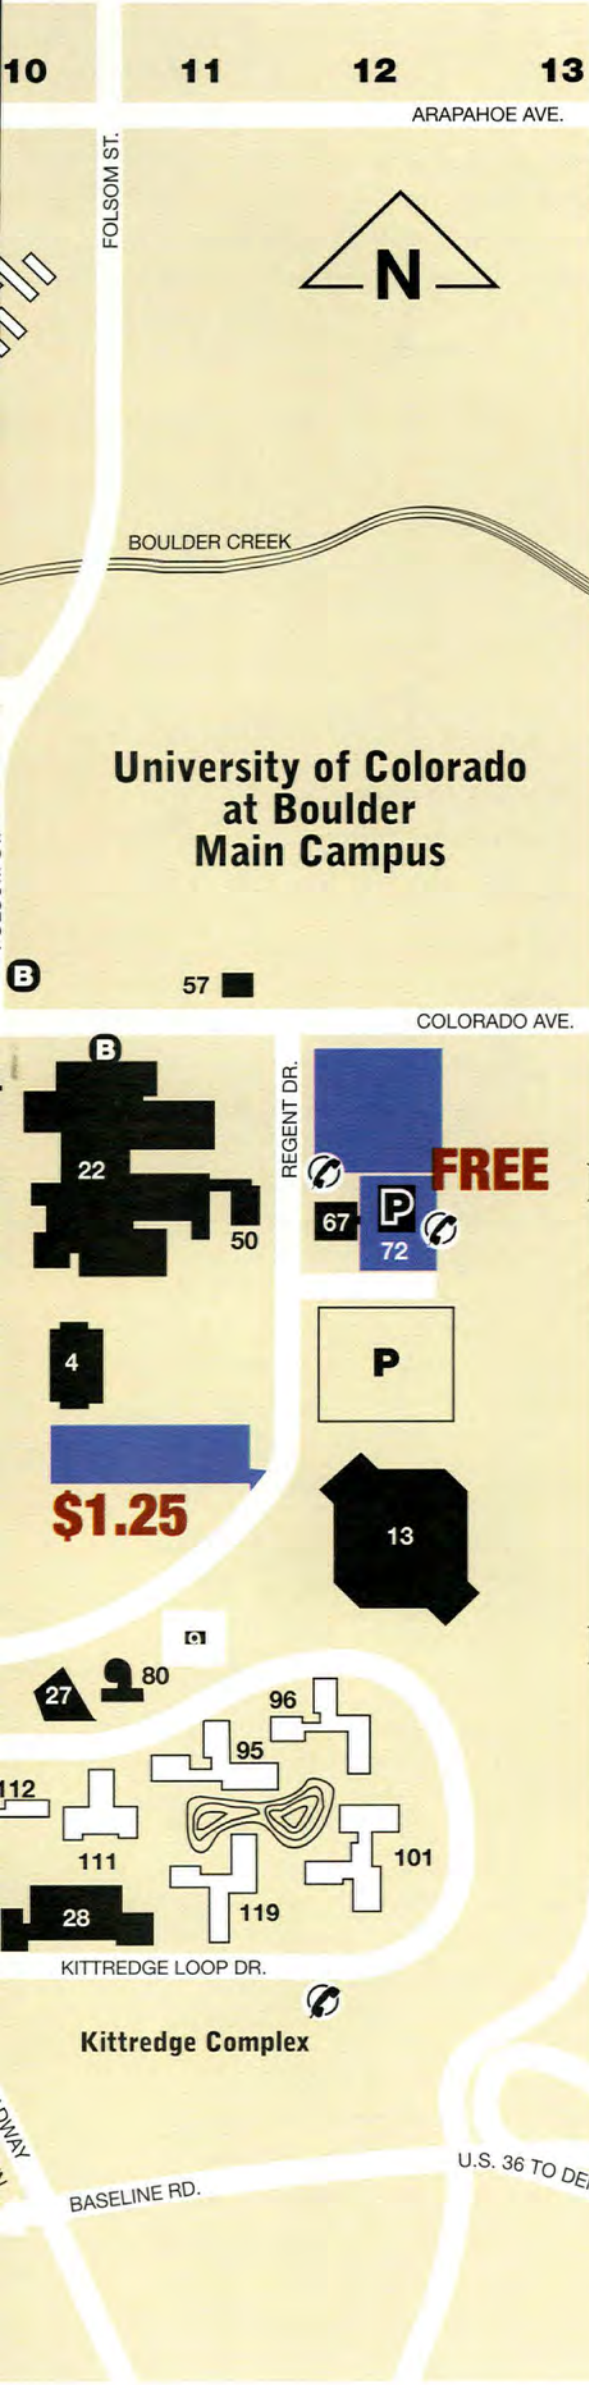 10 11 12 13
ARAPAHOE AVE.
FOLSOM ST.
N
BOULDER CREEK
University of Colorado
at Boulder
Main Campus
B
57
COLORADO AVE.
B
REGENT DR.
22
FREE
67
P
72
50
4
P
$1.25
13
27
80
96
95
112
111
101
28
119
KITTREDGE LOOP DR.
Kittredge Complex
U.S. 36 TO
BASELINE RD.